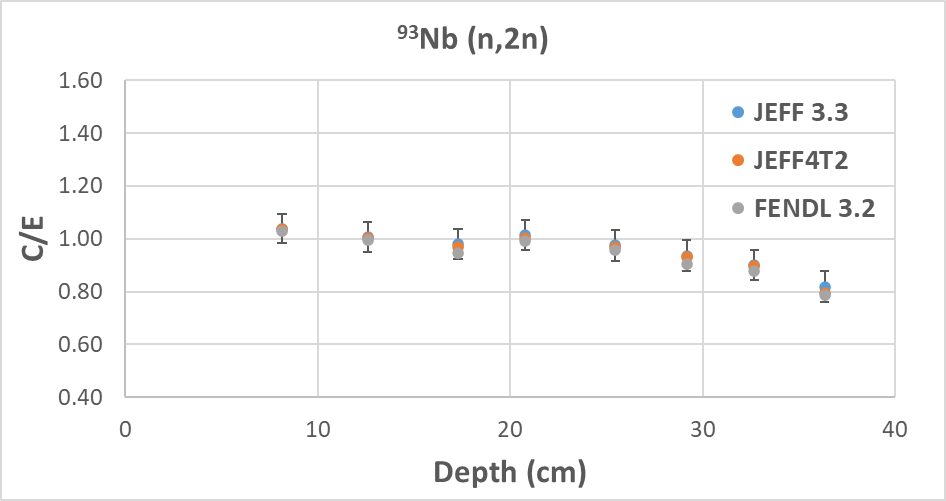 ⁹³Nb (n,2n)
1.60
1.40
1.20
1.00
0.80
0.60
0.40
C/E
JEFF 3.3
JEFF4T2
FENDL 3.2
0 10 20 30 40
Depth (cm)